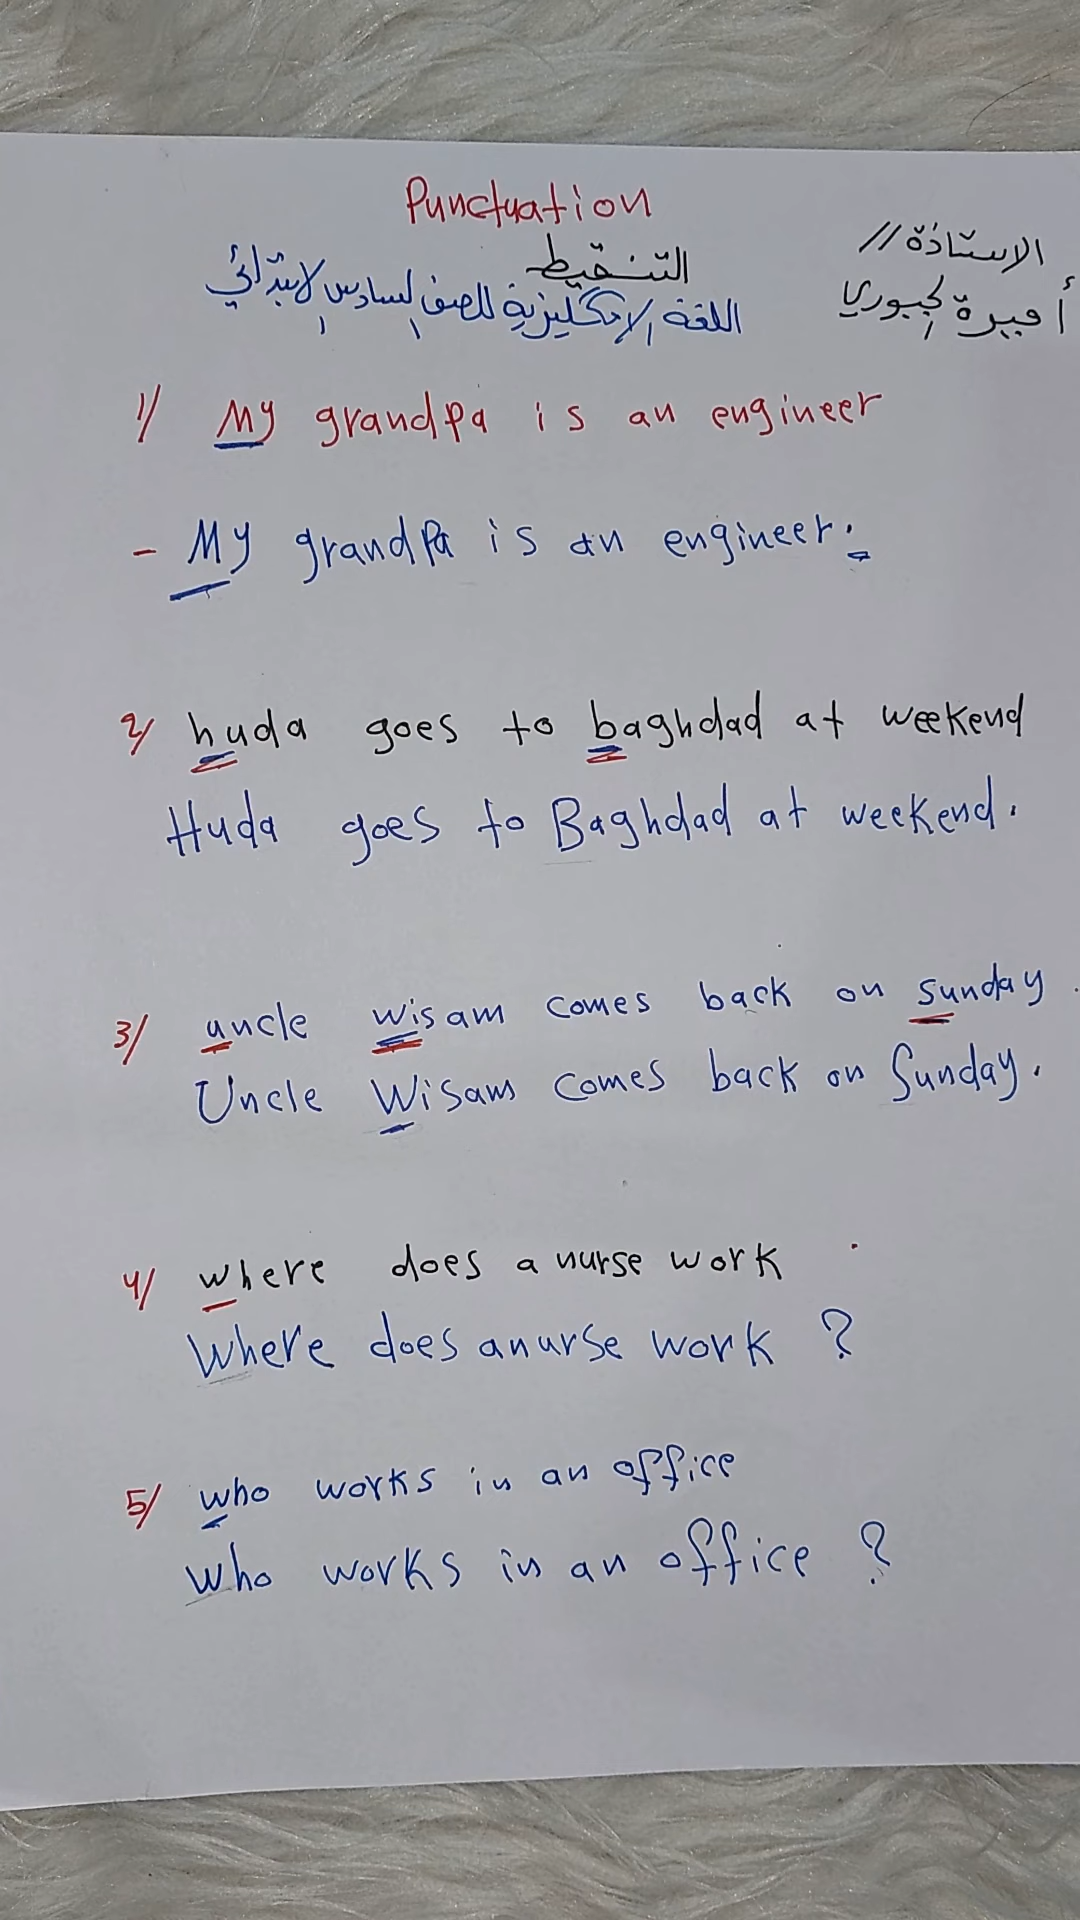 Punctuation
التنقيط
اللغة الإنكليزية للصف السادس الابتدائي
الاستاذة //
أميرة الجبوري
1/ My grandpa is an engineer
- My grandpa is an engineer.
2/ huda goes to baghdad at weekend
Huda goes to Baghdad at weekend.
3/ uncle wisam comes back on sunday
Uncle Wisam comes back on Sunday.
4/ where does a nurse work
Where does a nurse work ?
5/ who works in an office
Who works in an office ?